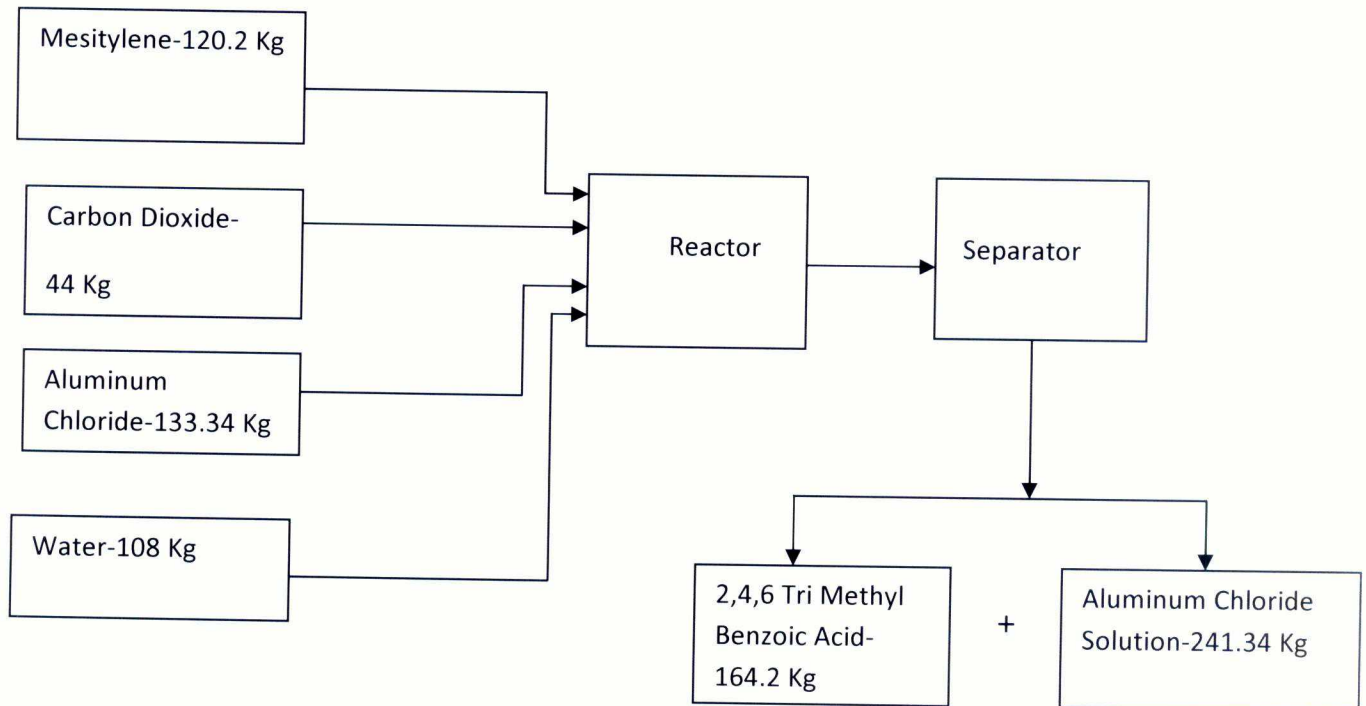 Mesitylene-120.2 Kg
Carbon Dioxide-
44 Kg
Aluminum
Chloride-133.34 Kg
Water-108 Kg
Reactor
Separator
2,4,6 Tri Methyl
Benzoic Acid-
164.2 Kg
+
Aluminum Chloride
Solution-241.34 Kg